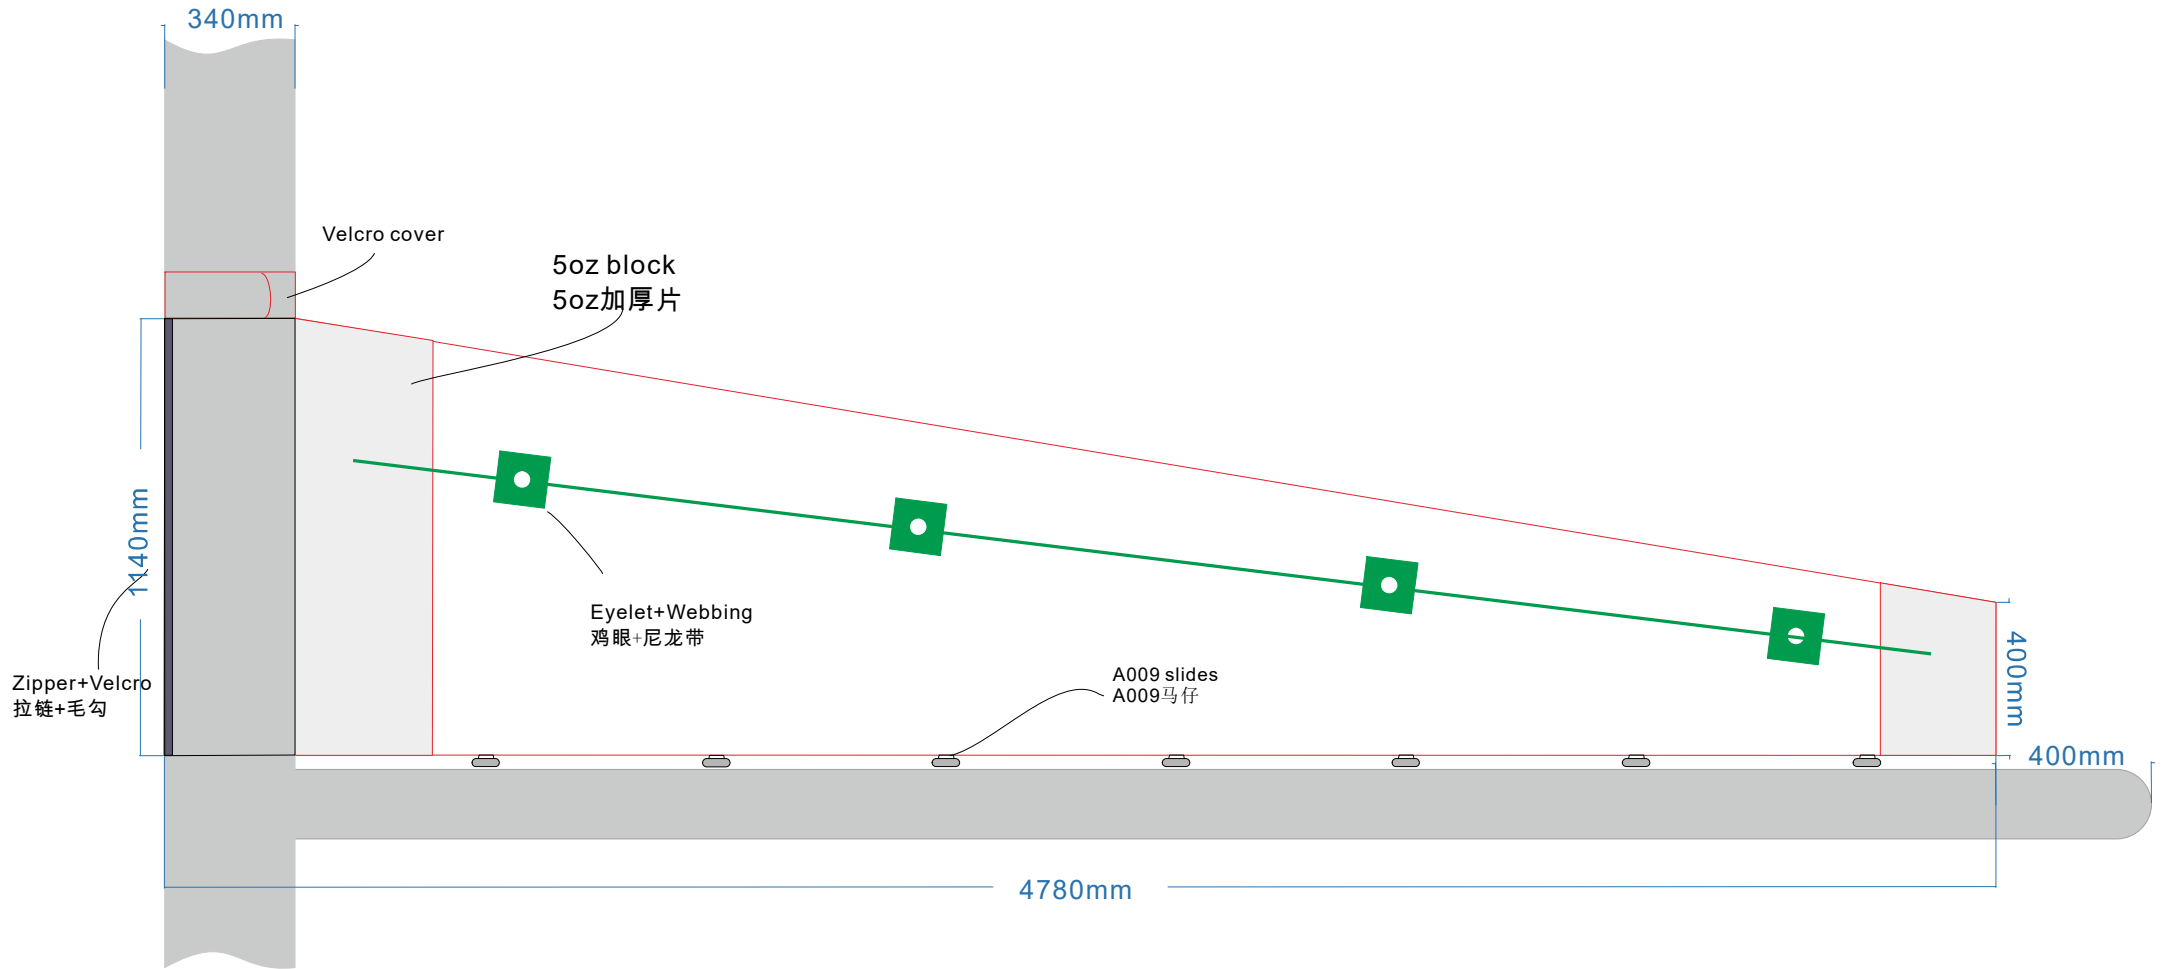 340mm
Velcro cover
5oz block
5oz加厚片
1140mm
Eyelet+Webbing
鸡眼+尼龙带
Zipper+Velcro
拉链+毛勾
A009 slides
A009马仔
400mm
400mm
4780mm